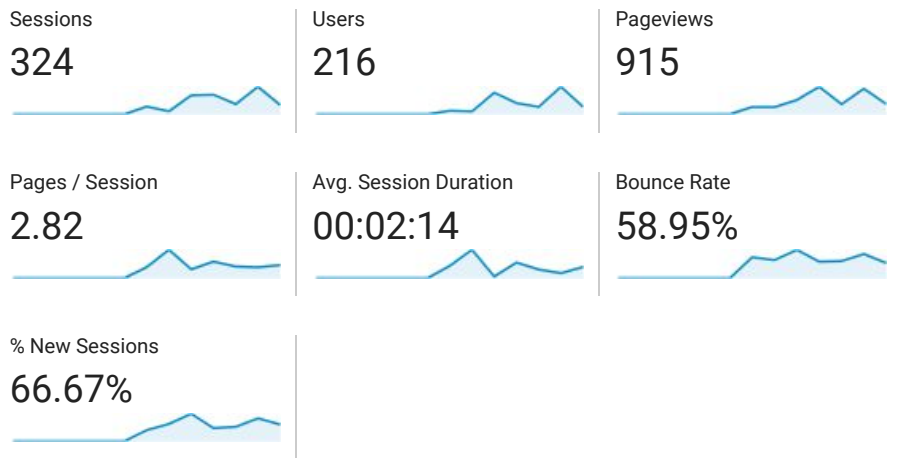 Sessions
324
Users
216
Pageviews
915
Pages / Session
2.82
Avg. Session Duration
00:02:14
Bounce Rate
58.95%
% New Sessions
66.67%